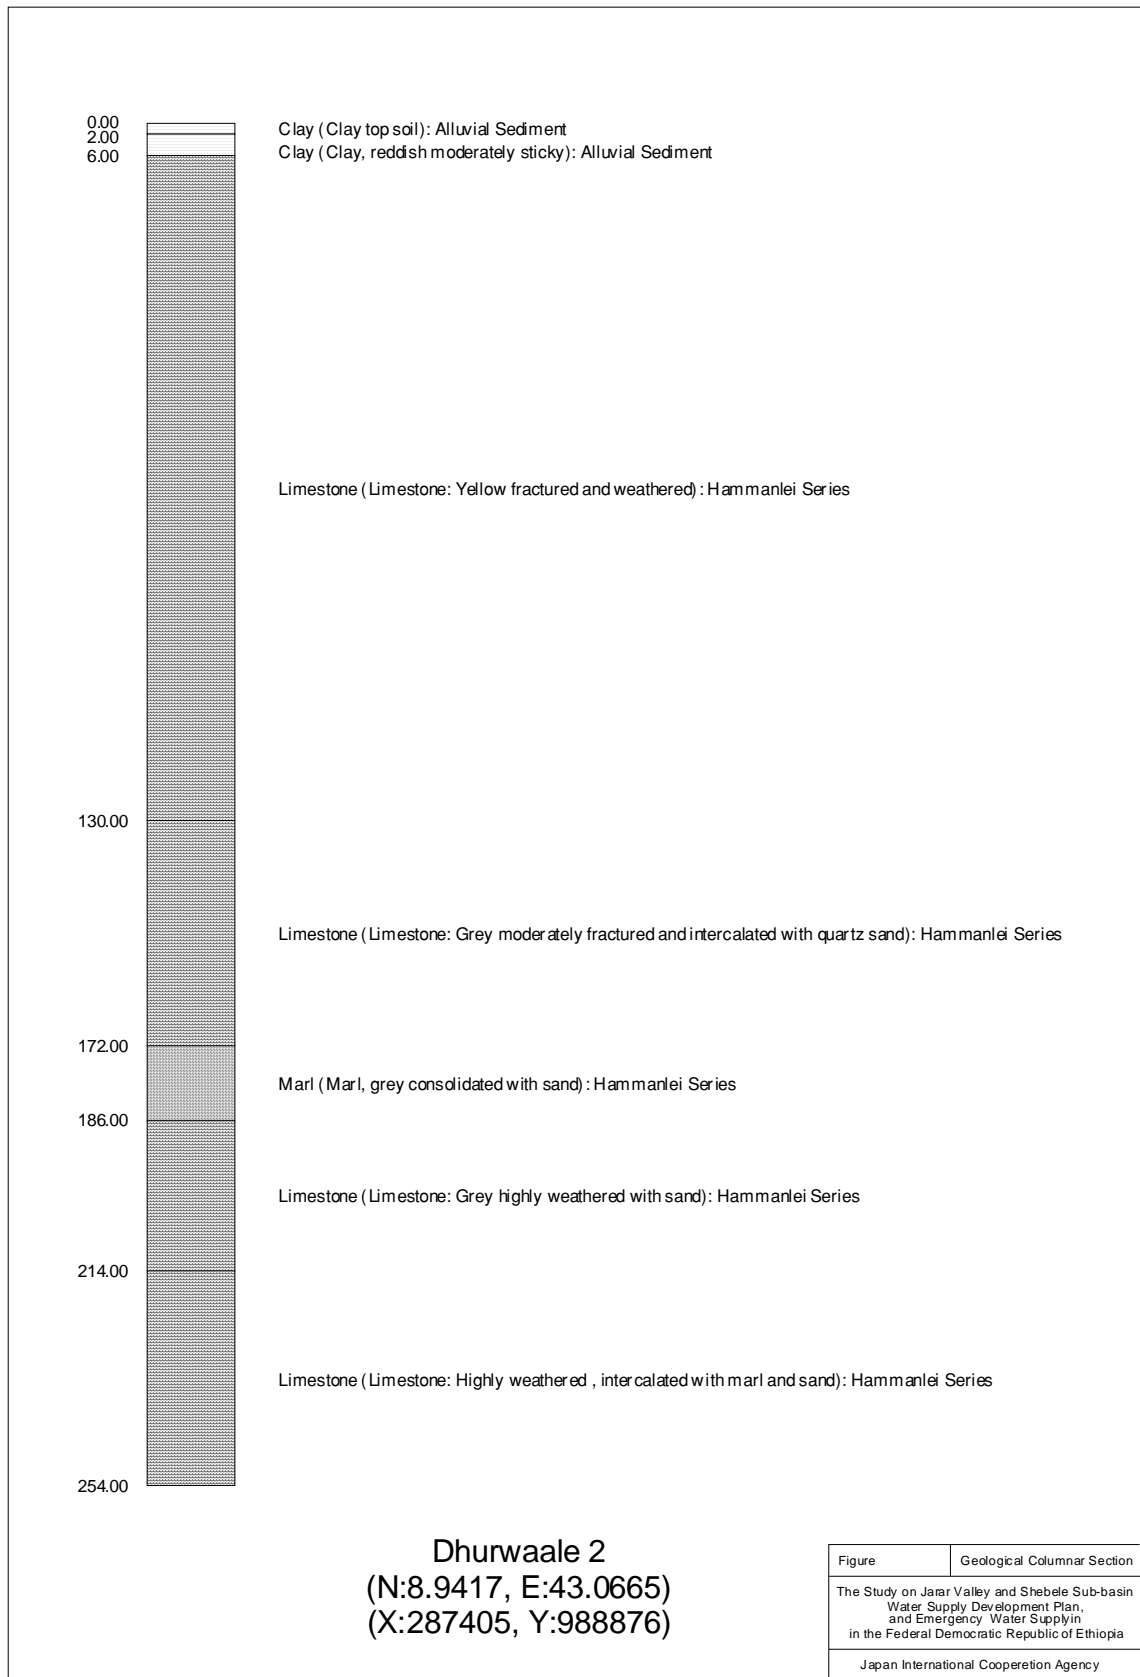 0.00
Clay (Clay top soil): Alluvial Sediment
2.00
Clay (Clay, reddish moderately sticky): Alluvial Sediment
6.00
Limestone (Limestone: Yellow fractured and weathered): Hammanlei Series
130.00
Limestone (Limestone: Grey moderately fractured and intercalated with quartz sand): Hammanlei Series
172.00
Marl (Marl, grey consolidated with sand): Hammanlei Series
186.00
Limestone (Limestone: Grey highly weathered with sand): Hammanlei Series
214.00
Limestone (Limestone: Highly weathered , intercalated with marl and sand): Hammanlei Series
254.00
Dhurwaale 2
(N:8.9417, E:43.0665)
(X:287405, Y:988876)
Figure
Geological Columnar Section
The Study on Jarar Valley and Shebele Sub-basin
Water Supply Development Plan,
and Emergency Water Supplyin
in the Federal Democratic Republic of Ethiopia
Japan International Cooperetion Agency